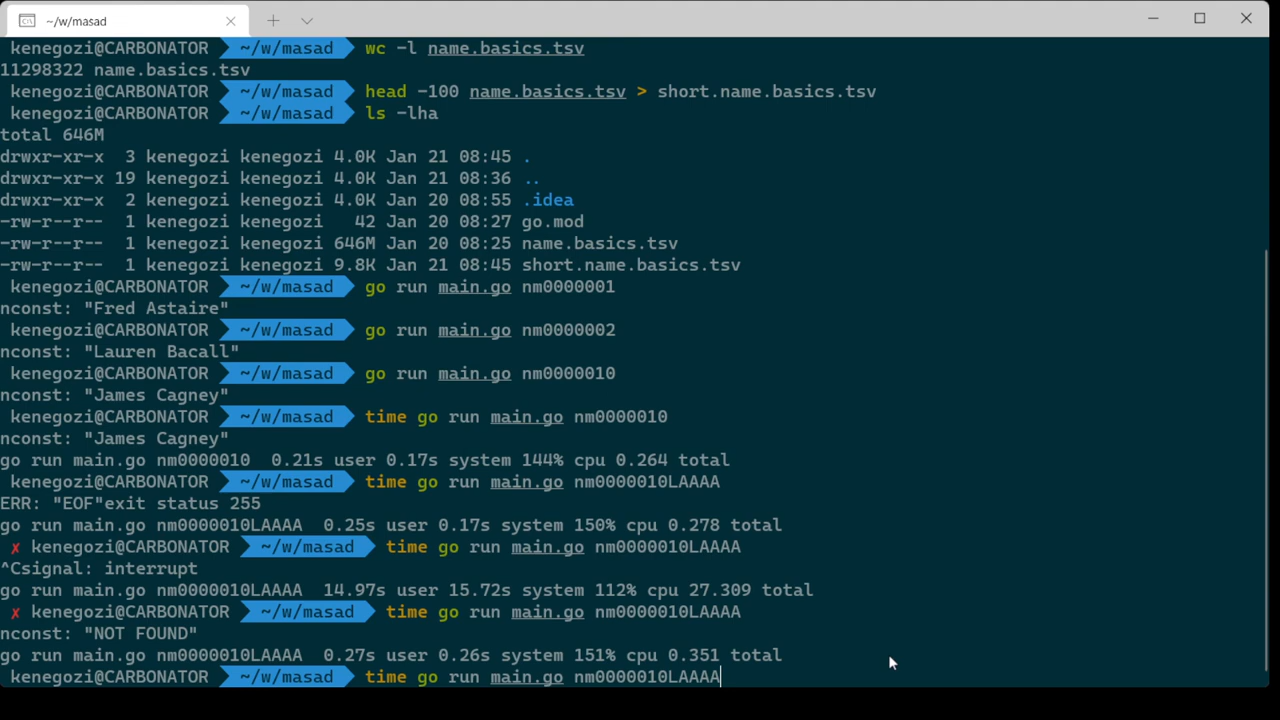 ~/w/masad
kenegozi@CARBONATOR ~/w/masad wc -l name.basics.tsv
11298322 name.basics.tsv
kenegozi@CARBONATOR ~/w/masad head -100 name.basics.tsv > short.name.basics.tsv
kenegozi@CARBONATOR ~/w/masad ls -lha
total 646M
drwxr-xr-x 3 kenegozi kenegozi 4.0K Jan 21 08:45 .
drwxr-xr-x 19 kenegozi kenegozi 4.0K Jan 21 08:36 ..
drwxr-xr-x 2 kenegozi kenegozi 4.0K Jan 20 08:55 .idea
-rw-r--r-- 1 kenegozi kenegozi 42 Jan 20 08:27 go.mod
-rw-r--r-- 1 kenegozi kenegozi 646M Jan 20 08:25 name.basics.tsv
-rw-r--r-- 1 kenegozi kenegozi 9.8K Jan 21 08:45 short.name.basics.tsv
kenegozi@CARBONATOR ~/w/masad go run main.go nm0000001
nconst: "Fred Astaire"
kenegozi@CARBONATOR ~/w/masad go run main.go nm0000002
nconst: "Lauren Bacall"
kenegozi@CARBONATOR ~/w/masad go run main.go nm0000010
nconst: "James Cagney"
kenegozi@CARBONATOR ~/w/masad time go run main.go nm0000010
nconst: "James Cagney"
go run main.go nm0000010 0.21s user 0.17s system 144% cpu 0.264 total
kenegozi@CARBONATOR ~/w/masad time go run main.go nm0000010LAAAA
ERR: "EOF"exit status 255
go run main.go nm0000010LAAAA 0.25s user 0.17s system 150% cpu 0.278 total
✗ kenegozi@CARBONATOR ~/w/masad time go run main.go nm0000010LAAAA
^Csignal: interrupt
go run main.go nm0000010LAAAA 14.97s user 15.72s system 112% cpu 27.309 total
✗ kenegozi@CARBONATOR ~/w/masad time go run main.go nm0000010LAAAA
nconst: "NOT FOUND"
go run main.go nm0000010LAAAA 0.27s user 0.26s system 151% cpu 0.351 total
kenegozi@CARBONATOR ~/w/masad time go run main.go nm0000010LAAAA